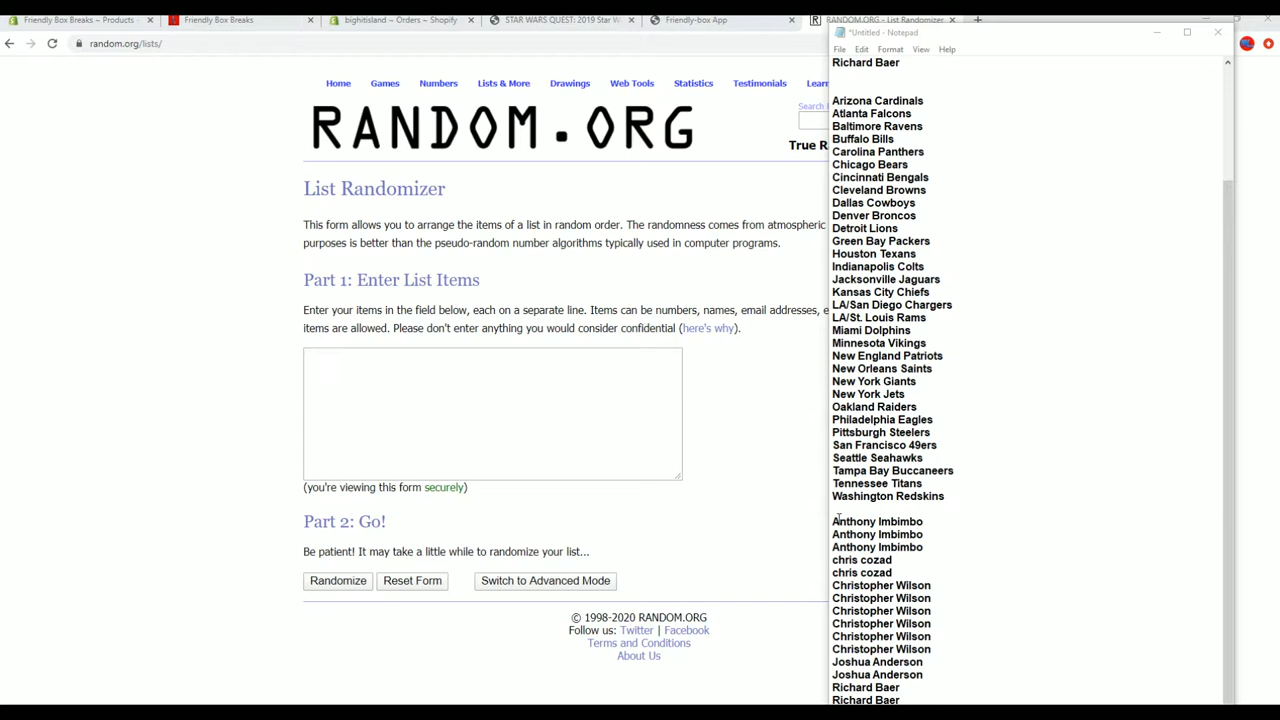 Friendly Box Breaks ~ Products
Friendly Box Breaks
bighitisland ~ Orders ~ Shopify
STAR WARS QUEST: 2019 Star W
Friendly-box App
RANDOM.ORG - List Randomizer
random.org/lists/
Home
Games
Numbers
Lists & More
Drawings
Web Tools
Statistics
Testimonials
Learn
RANDOM.ORG
Search
True R
List Randomizer
This form allows you to arrange the items of a list in random order. The randomness comes from atmospheric
purposes is better than the pseudo-random number algorithms typically used in computer programs.
Part 1: Enter List Items
Enter your items in the field below, each on a separate line. Items can be numbers, names, email addresses, e
items are allowed. Please don't enter anything you would consider confidential (here's why).
(you're viewing this form securely)
Part 2: Go!
Be patient! It may take a little while to randomize your list...
Randomize
Reset Form
Switch to Advanced Mode
© 1998-2020 RANDOM.ORG
Follow us: Twitter | Facebook
Terms and Conditions
About Us
*Untitled - Notepad
File Edit Format View Help
Richard Baer
Arizona Cardinals
Atlanta Falcons
Baltimore Ravens
Buffalo Bills
Carolina Panthers
Chicago Bears
Cincinnati Bengals
Cleveland Browns
Dallas Cowboys
Denver Broncos
Detroit Lions
Green Bay Packers
Houston Texans
Indianapolis Colts
Jacksonville Jaguars
Kansas City Chiefs
LA/San Diego Chargers
LA/St. Louis Rams
Miami Dolphins
Minnesota Vikings
New England Patriots
New Orleans Saints
New York Giants
New York Jets
Oakland Raiders
Philadelphia Eagles
Pittsburgh Steelers
San Francisco 49ers
Seattle Seahawks
Tampa Bay Buccaneers
Tennessee Titans
Washington Redskins
Anthony Imbimbo
Anthony Imbimbo
Anthony Imbimbo
chris cozad
chris cozad
Christopher Wilson
Christopher Wilson
Christopher Wilson
Christopher Wilson
Christopher Wilson
Christopher Wilson
Joshua Anderson
Joshua Anderson
Richard Baer
Richard Baer